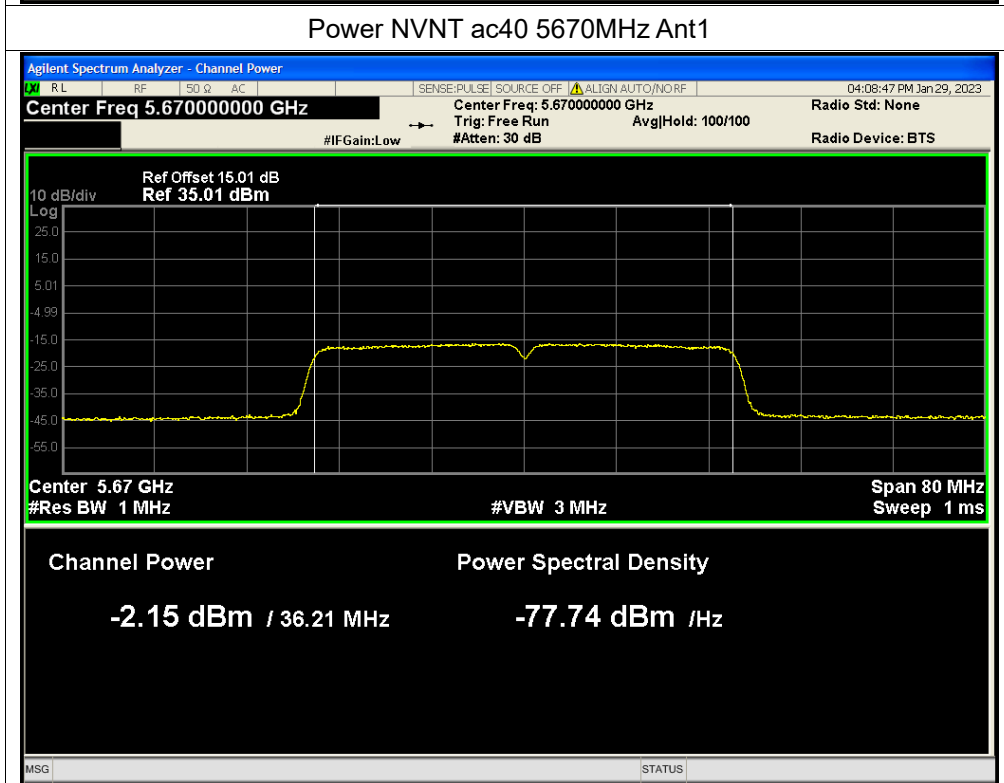 Power NVNT ac40 5670MHz Ant1
Agilent Spectrum Analyzer - Channel Power
LXI RL RF 50 Ω AC SENSE:PULSE SOURCE OFF ALIGN AUTO/NO RF 04:08:47 PM Jan 29, 2023
Center Freq 5.670000000 GHz Center Freq: 5.670000000 GHz Radio Std: None
Trig: Free Run Avg|Hold: 100/100
#IFGain:Low #Atten: 30 dB Radio Device: BTS
Ref Offset 15.01 dB
10 dB/div Ref 35.01 dBm
Log
25.0
15.0
5.01
-4.99
-15.0
-25.0
-35.0
-45.0
-55.0
Center 5.67 GHz Span 80 MHz
#Res BW 1 MHz #VBW 3 MHz Sweep 1 ms
Channel Power Power Spectral Density
-2.15 dBm / 36.21 MHz -77.74 dBm /Hz
MSG STATUS